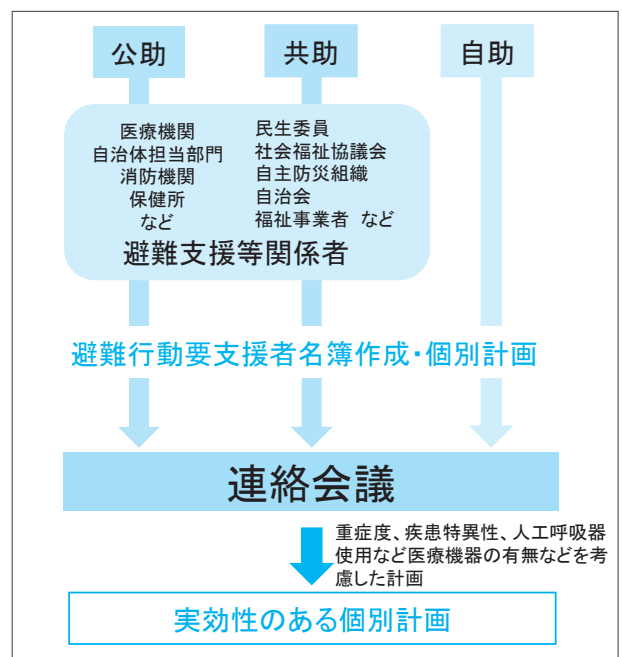 公助
共助
自助
医療機関
自治体担当部門
消防機関
保健所
など
民生委員
社会福祉協議会
自主防災組織
自治会
福祉事業者 など
避難支援等関係者
避難行動要支援者名簿作成・個別計画
連絡会議
重症度、疾患特異性、人工呼吸器
使用など医療機器の有無などを考
慮した計画
実効性のある個別計画